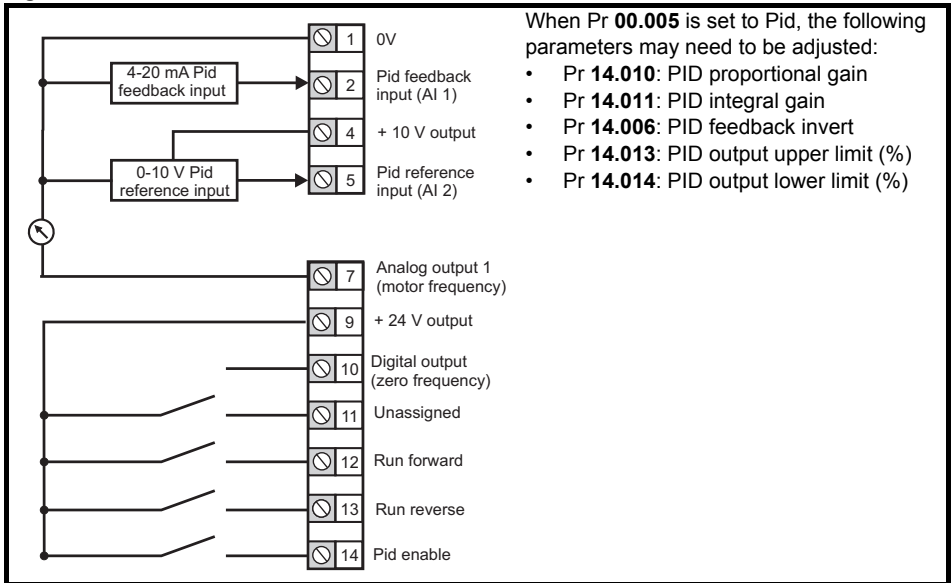 1 0V
4-20 mA Pid
feedback input
2 Pid feedback
input (AI 1)
4 + 10 V output
0-10 V Pid
reference input
5 Pid reference
input (AI 2)
7 Analog output 1
(motor frequency)
9 + 24 V output
10 Digital output
(zero frequency)
11 Unassigned
12 Run forward
13 Run reverse
14 Pid enable
When Pr 00.005 is set to Pid, the following
parameters may need to be adjusted:
• Pr 14.010: PID proportional gain
• Pr 14.011: PID integral gain
• Pr 14.006: PID feedback invert
• Pr 14.013: PID output upper limit (%)
• Pr 14.014: PID output lower limit (%)